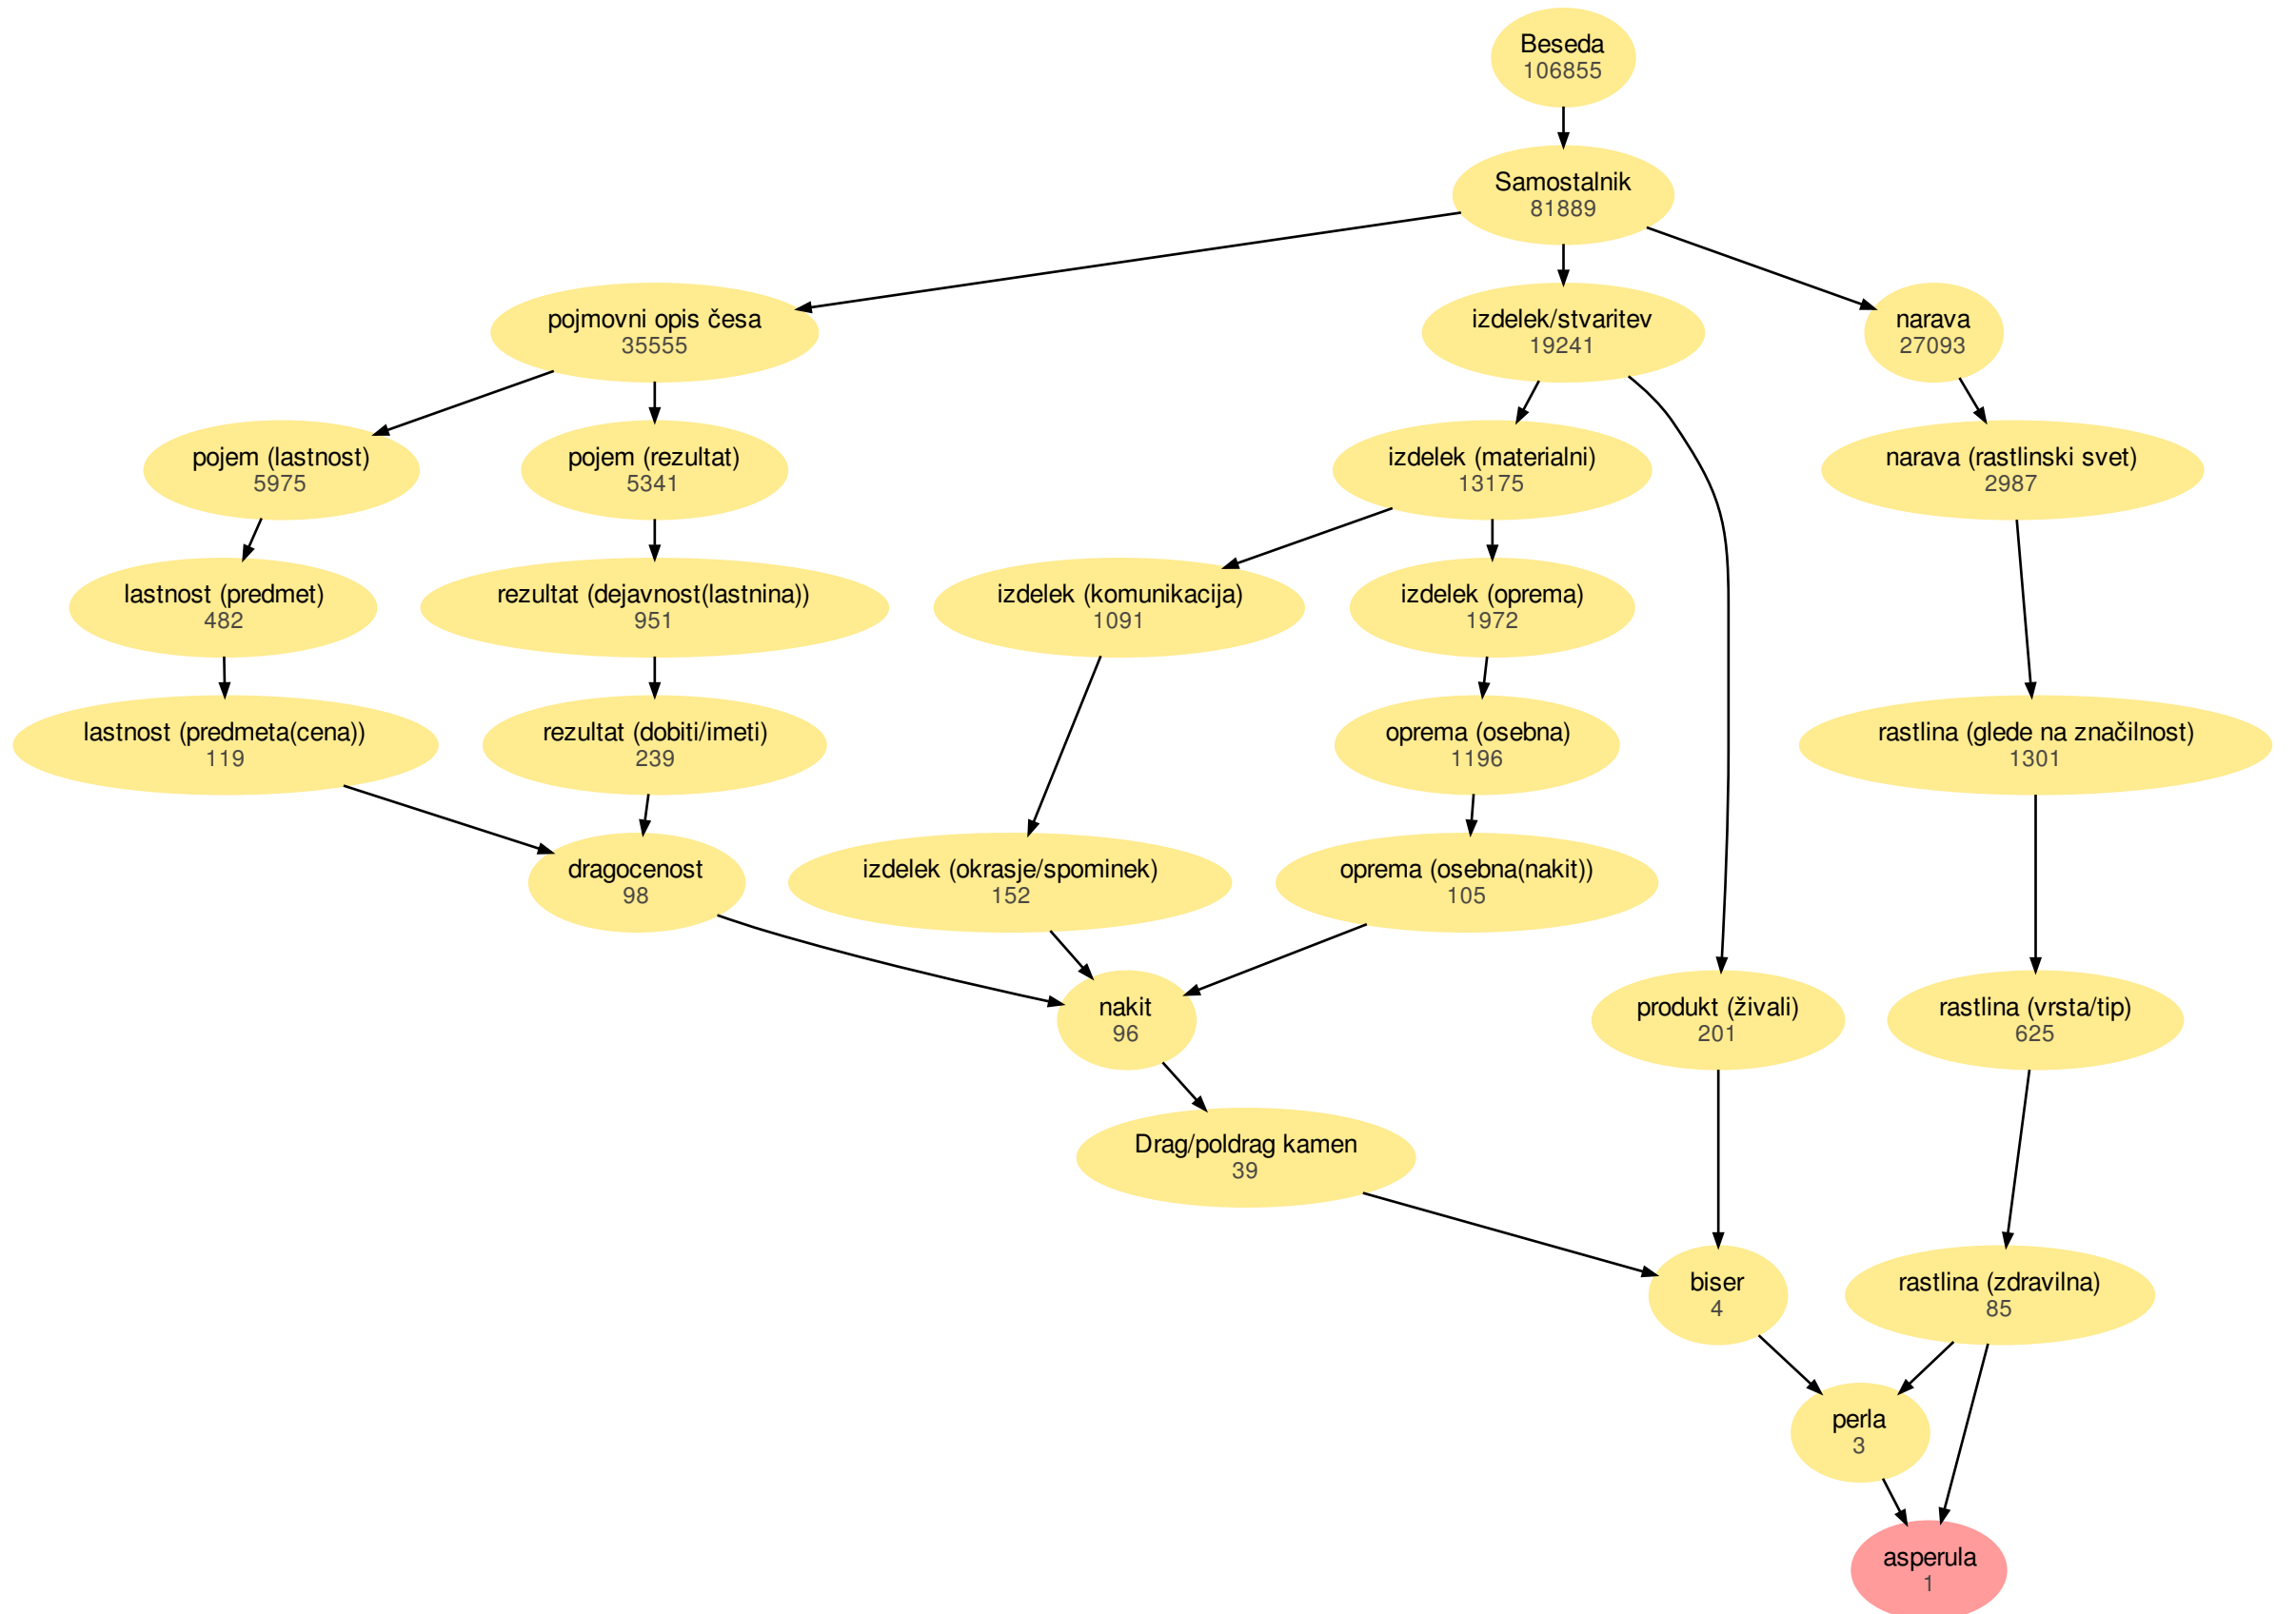 Beseda
106855
Samostalnik
81889
pojmovni opis česa
35555
izdelek/stvaritev
19241
narava
27093
pojem (lastnost)
5975
pojem (rezultat)
5341
izdelek (materialni)
13175
narava (rastlinski svet)
2987
lastnost (predmet)
482
rezultat (dejavnost(lastnina))
951
izdelek (komunikacija)
1091
izdelek (oprema)
1972
lastnost (predmeta(cena))
119
rezultat (dobiti/imeti)
239
oprema (osebna)
1196
rastlina (glede na značilnost)
1301
dragocenost
98
izdelek (okrasje/spominek)
152
oprema (osebna(nakit))
105
nakit
96
produkt (živali)
201
rastlina (vrsta/tip)
625
Drag/poldrag kamen
39
biser
4
rastlina (zdravilna)
85
perla
3
asperula
1